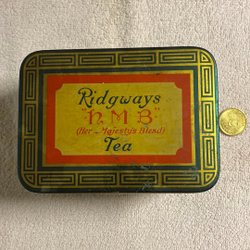 Ridgways
"H.M.B"
(Her Majesty's Blend)
Tea